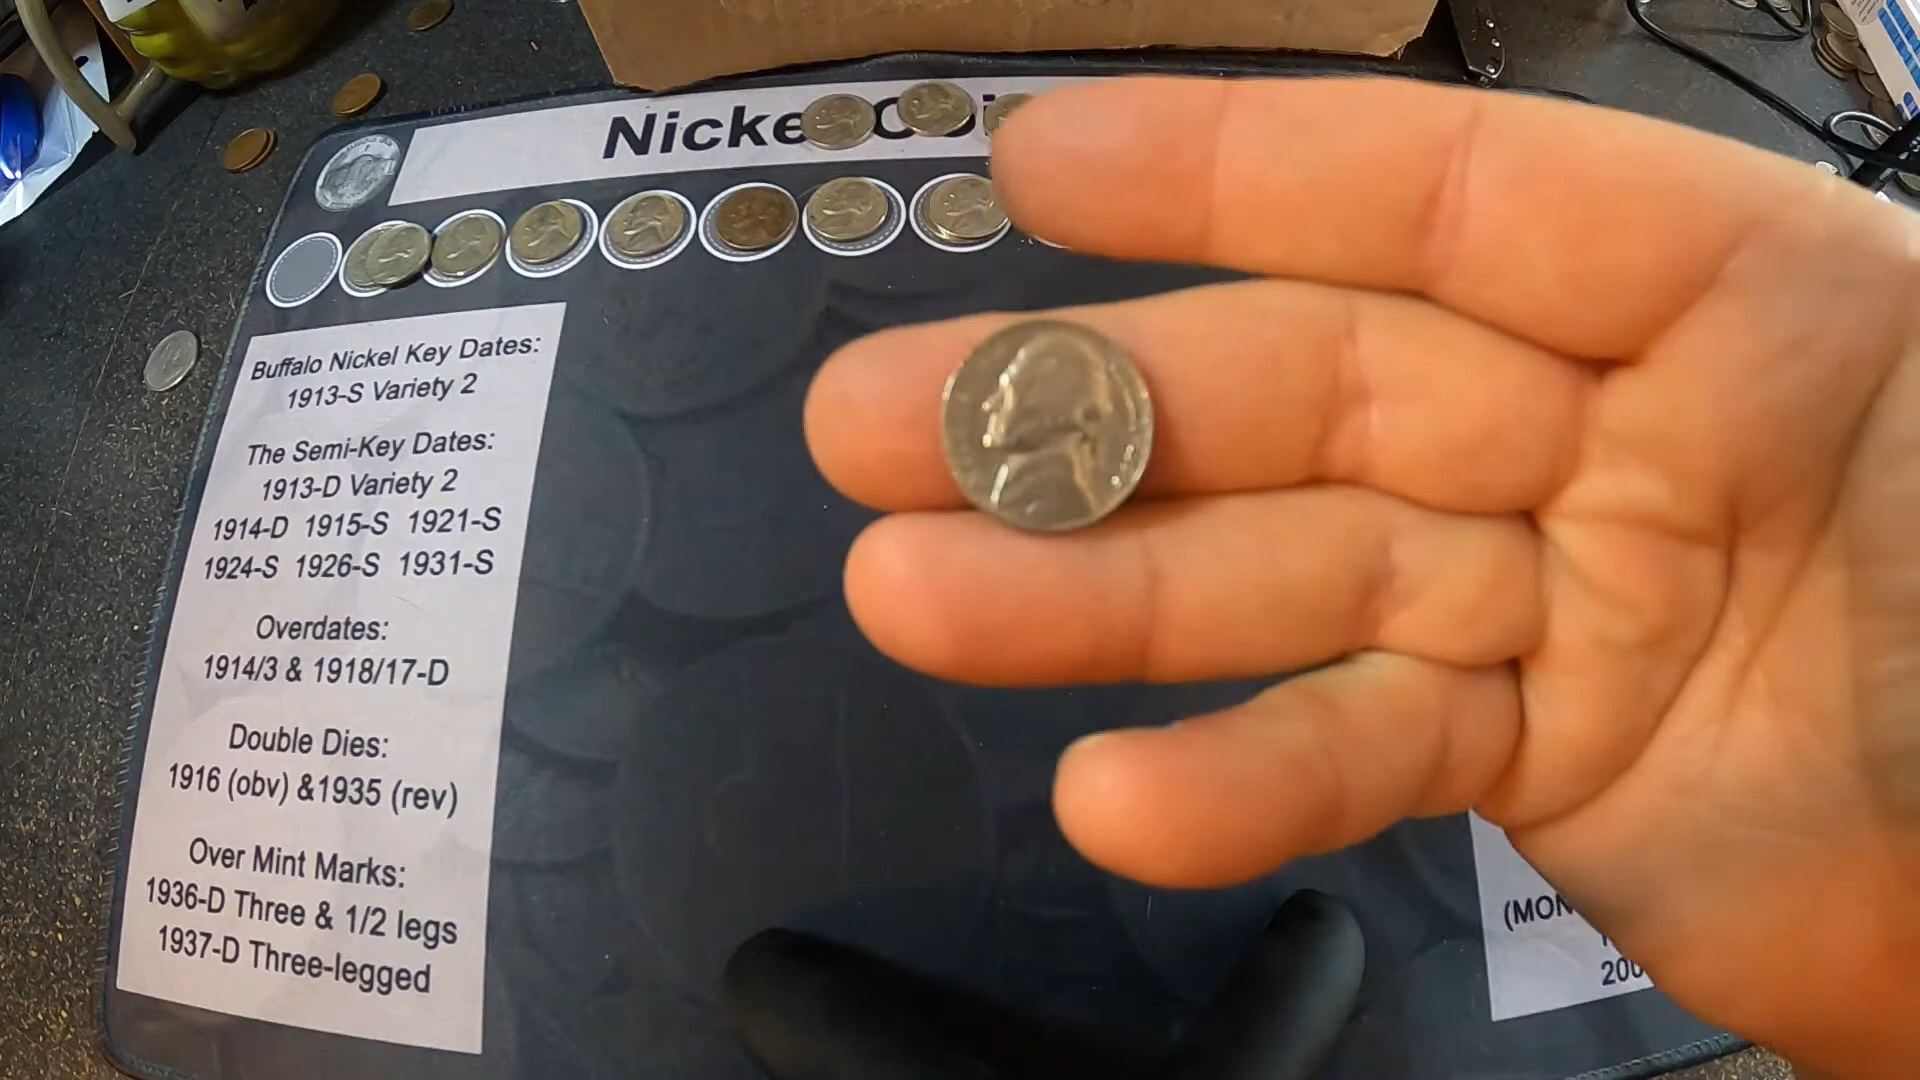 Nicke
Buffalo Nickel Key Dates:
1913-S Variety 2
The Semi-Key Dates:
1913-D Variety 2
1914-D 1915-S 1921-S
1924-S 1926-S 1931-S
Overdates:
1914/3 & 1918/17-D
Double Dies:
1916 (obv) &1935 (rev)
Over Mint Marks:
1936-D Three & 1/2 legs
1937-D Three-legged
(MON
200